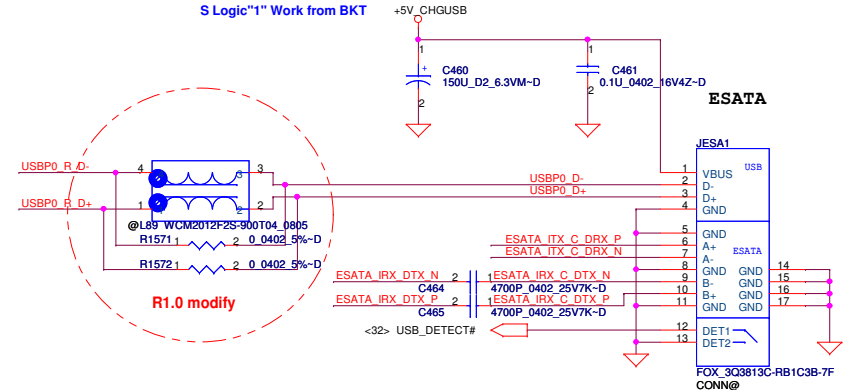 S Logic"1" Work from BKT
+5V_CHGUSB
1
C460
150U_D2_6.3VM~D
+
2
1
C461
0.1U_0402_16V4Z~D
2
ESATA
JESA1
USBP0_R_D-
4
3
3
USBP0_R_D+
1
2
2
@L89 WCM2012F2S-900T04_0805
R1571 1 2 0_0402_5%~D
R1572 1 2 0_0402_5%~D
R1.0 modify
USBP0_D-
USBP0_D+
1 VBUS USB
2 D-
3 D+
4 GND
5 GND
ESATA_ITX_C_DRX_P 6 A+ ESATA
ESATA_ITX_C_DRX_N 7 A-
8 GND GND 14
ESATA_IRX_DTX_N 2 1 ESATA_IRX_C_DTX_N 9 B- GND 15
C464 4700P_0402_25V7K~D
ESATA_IRX_DTX_P 2 1 ESATA_IRX_C_DTX_P 10 B+ GND 16
C465 4700P_0402_25V7K~D
11 GND GND 17
<32> USB_DETECT# 12 DET1
13 DET2
FOX_3Q3813C-RB1C3B-7F
CONN@